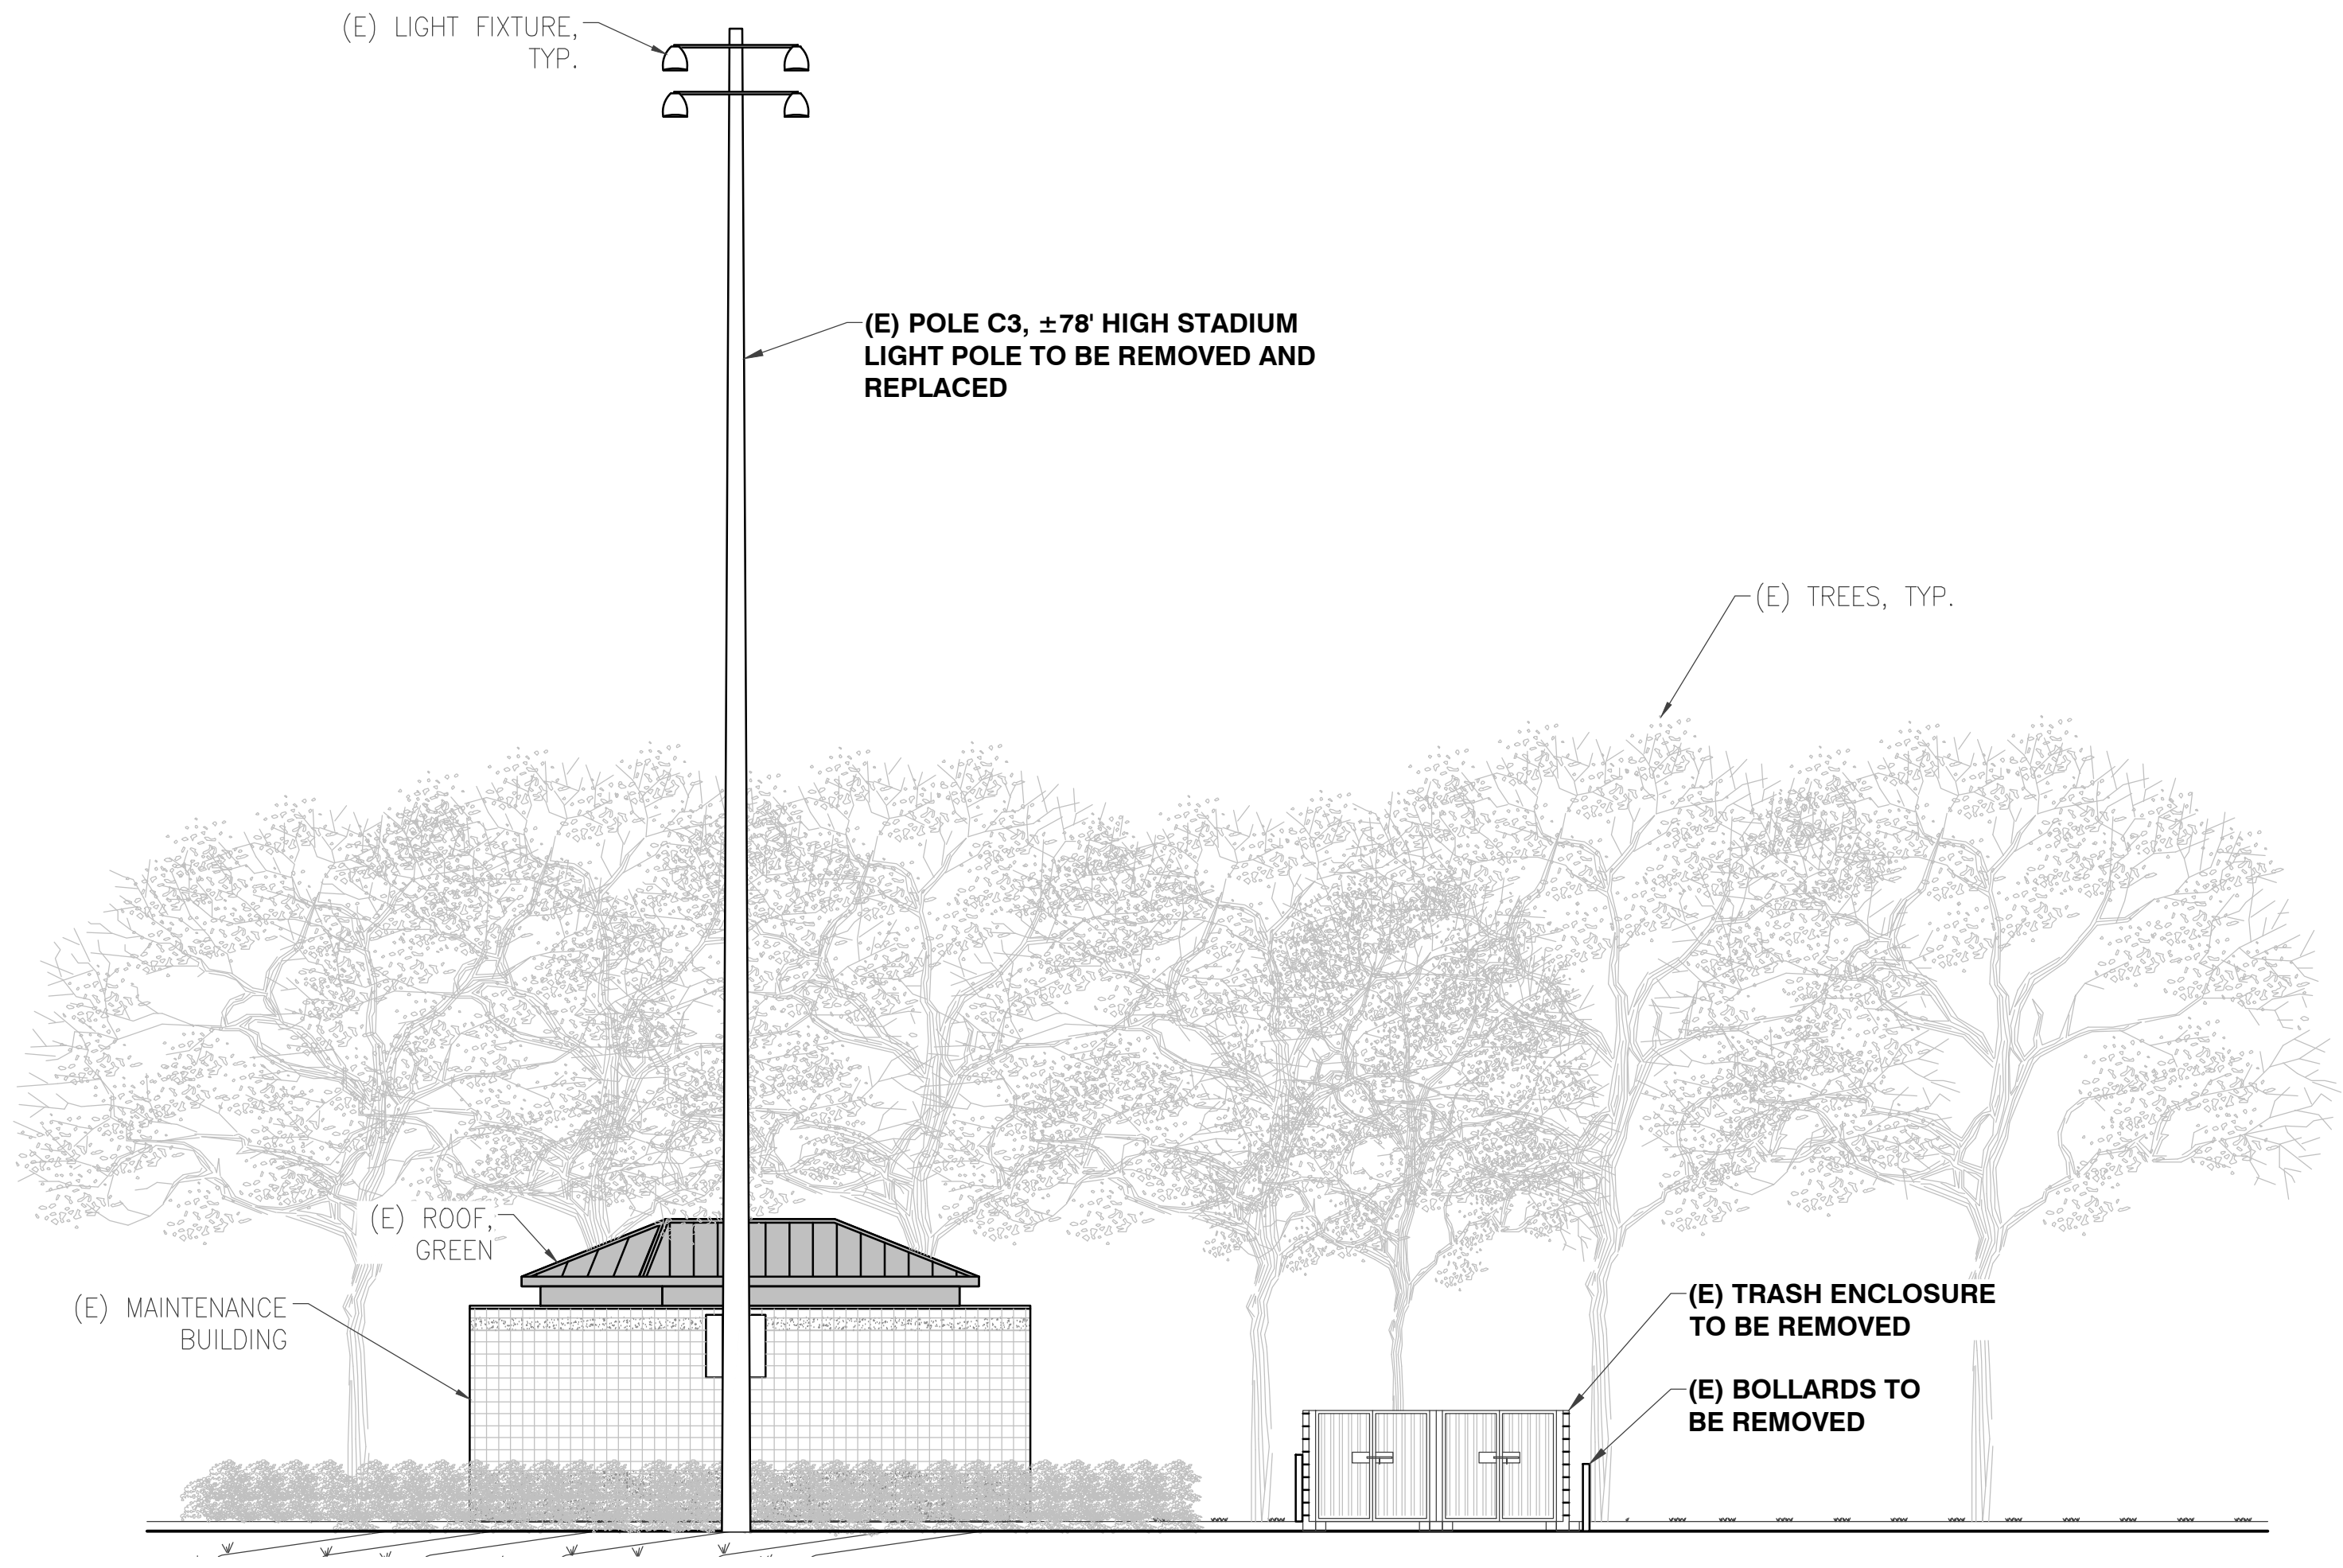 (E) LIGHT FIXTURE,
TYP.
(E) POLE C3, ±78' HIGH STADIUM
LIGHT POLE TO BE REMOVED AND
REPLACED
(E) TREES, TYP.
(E) ROOF,
GREEN
(E) MAINTENANCE
BUILDING
(E) TRASH ENCLOSURE
TO BE REMOVED
(E) BOLLARDS TO
BE REMOVED